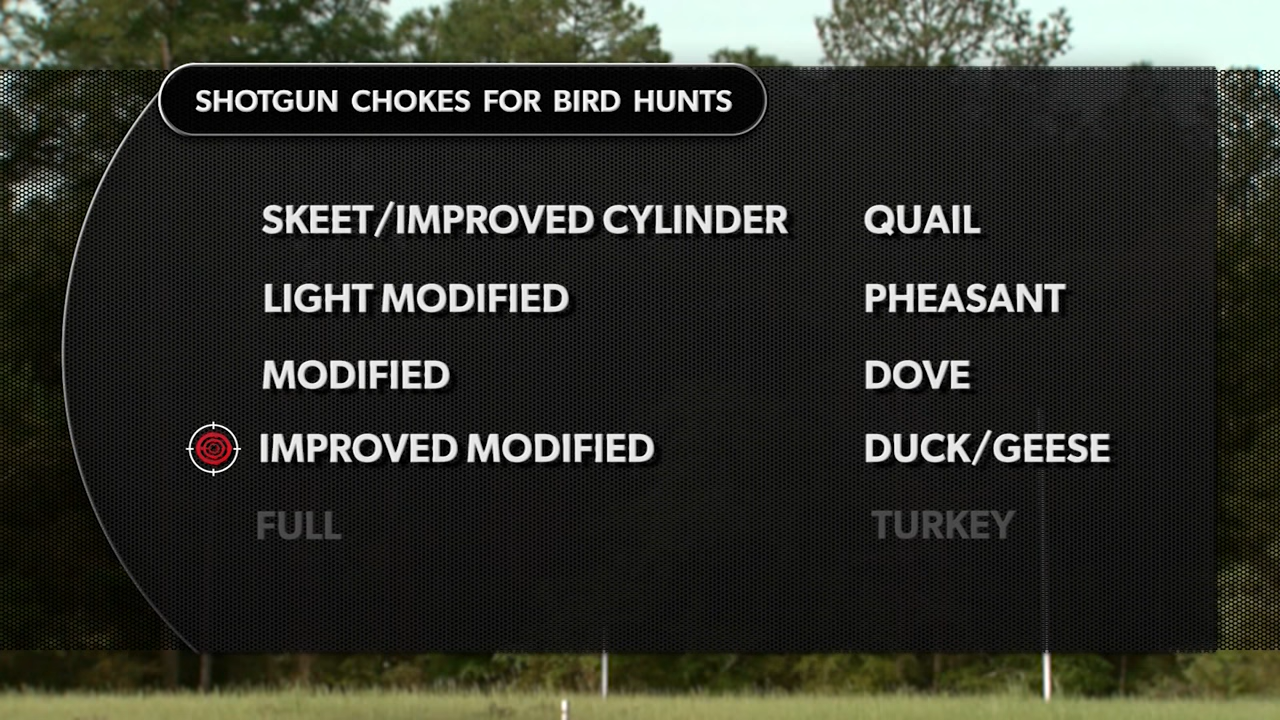 SHOTGUN CHOKES FOR BIRD HUNTS
SKEET/IMPROVED CYLINDER QUAIL
LIGHT MODIFIED PHEASANT
MODIFIED DOVE
IMPROVED MODIFIED DUCK/GEESE
FULL TURKEY